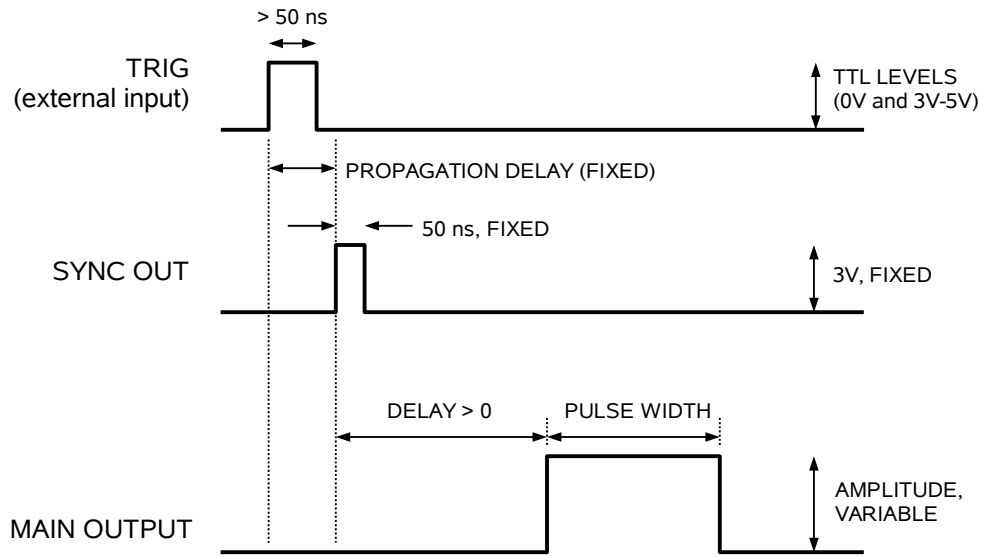 > 50 ns
TRIG
(external input)
TTL LEVELS
(0V and 3V-5V)
PROPAGATION DELAY (FIXED)
50 ns, FIXED
SYNC OUT
3V, FIXED
DELAY > 0
PULSE WIDTH
AMPLITUDE,
VARIABLE
MAIN OUTPUT